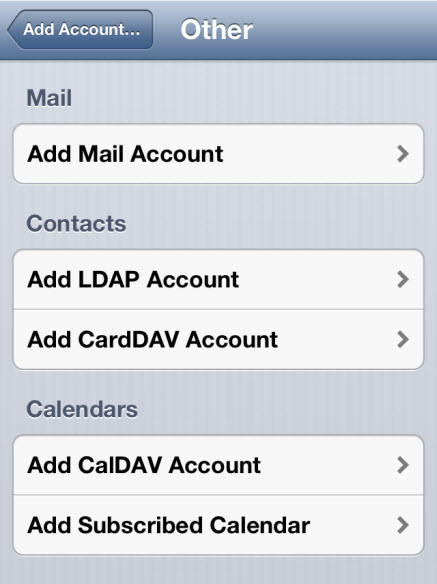 Add Account...
Other
Mail
Add Mail Account
Contacts
Add LDAP Account
Add CardDAV Account
Calendars
Add CalDAV Account
Add Subscribed Calendar